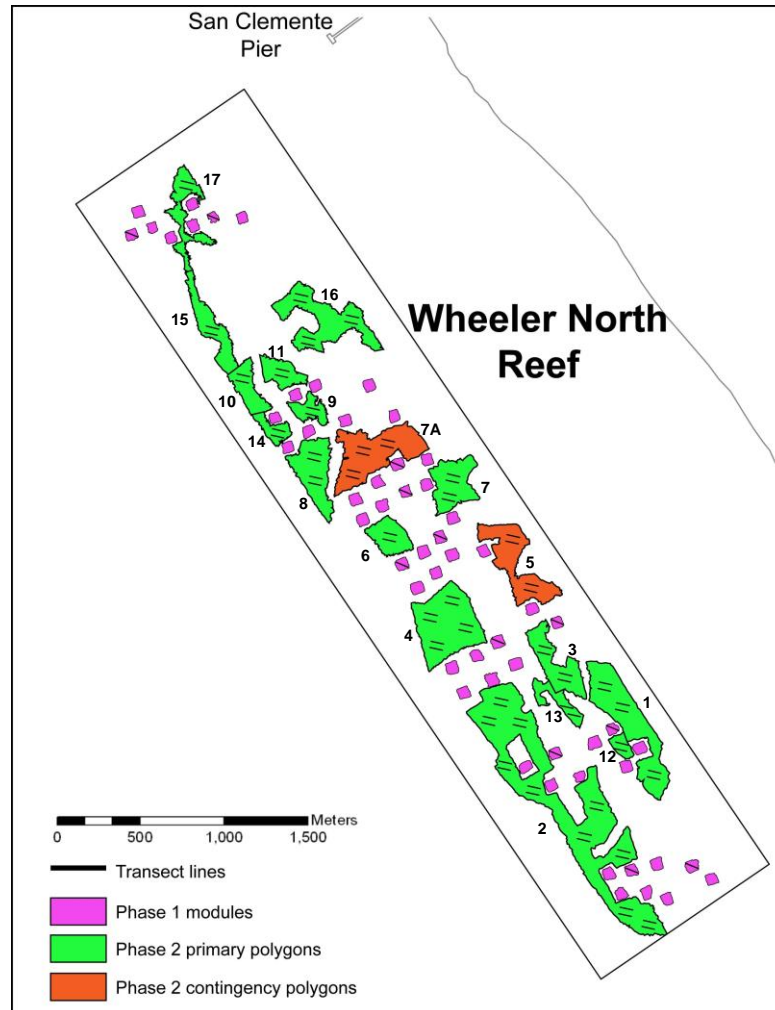 San Clemente
Pier
17
16
Wheeler North
Reef
15
11
10
9
14
7A
8
7
6
5
4
3
13
1
12
2
Meters
0 500 1,000 1,500
Transect lines
Phase 1 modules
Phase 2 primary polygons
Phase 2 contingency polygons